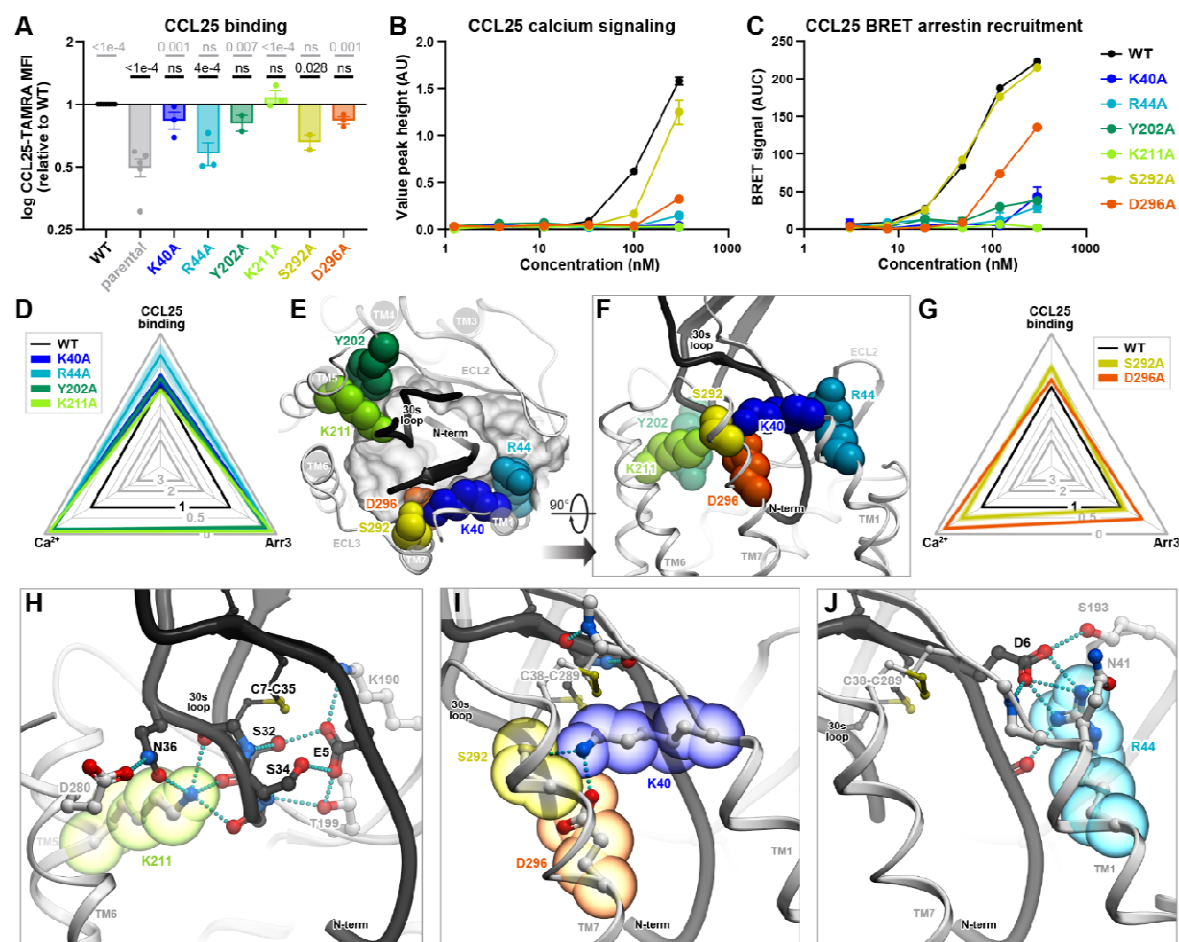 A
CCL25 binding
log CCL25-TAMRA MFI
(relative to WT)
2
1
0.5
0.25
<1e-4 0.001 ns 0.007 <1e-4 ns 0.001
<1e-4 ns 4e-4 ns ns 0.028 ns
WT parental K40A R44A Y202A K211A S292A D296A
B
CCL25 calcium signaling
Value peak height (AU)
2.0
1.5
1.0
0.5
0.0
1 10 100 1000
Concentration (nM)
C
CCL25 BRET arrestin recruitment
BRET signal (AUC)
250
200
150
100
50
0
1 10 100 1000
Concentration (nM)
WT
K40A
R44A
Y202A
K211A
S292A
D296A
D
CCL25
binding
WT
K40A
R44A
Y202A
K211A
3
2
1
0.5
0
Ca²⁺
Arr3
E
TM4
TM3
Y202
TM5
ECL2
30s
loop
K211
N-term
R44
TM6
D296
S292
K40
TM1
ECL3
TM7
90°
F
30s
loop
ECL2
S292
R44
Y202
K40
K211
D296
N-term
TM1
TM6
TM7
G
CCL25
binding
WT
S292A
D296A
3
2
1
0.5
0
Ca²⁺
Arr3
H
K190
C7-C35
30s
loop
S32
N36
E5
S34
D280
T199
TM5
K211
TM6
N-term
I
C38-C289
30s
loop
S292
K40
D296
TM1
TM7
N-term
J
S193
D6
N41
C38-C289
30s
loop
R44
TM1
TM7
N-term